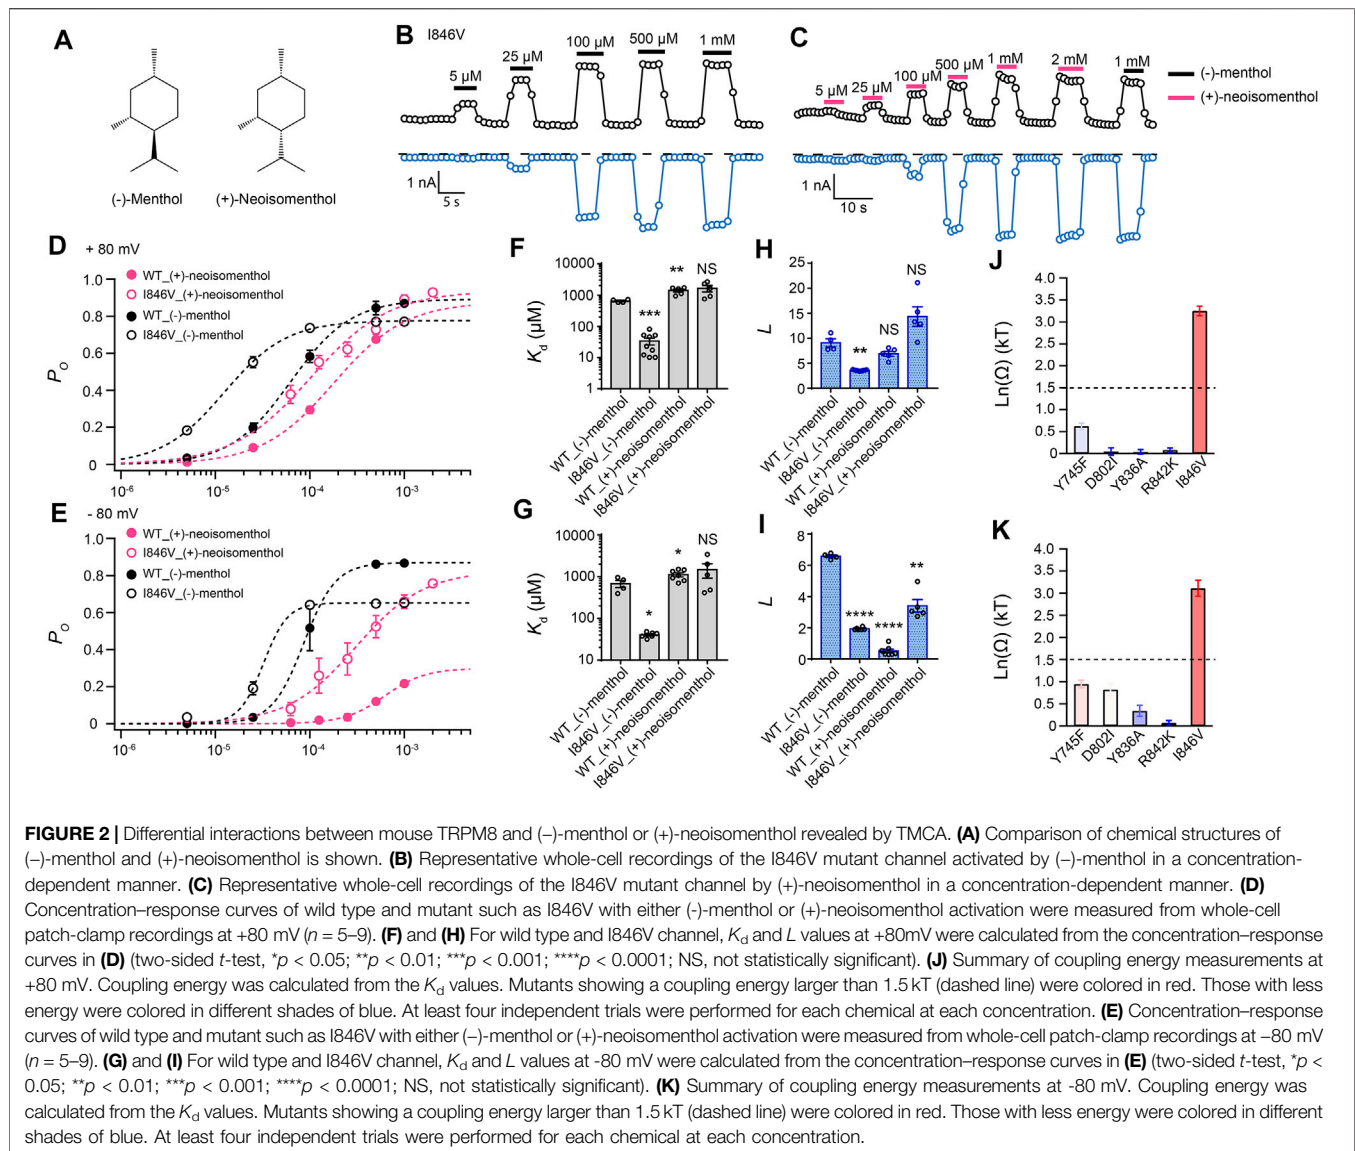 A
(-)-Menthol
(+)-Neoisomenthol
B
I846V
5 µM
25 µM
100 µM
500 µM
1 mM
1 nA
5 s
C
5 µM
25 µM
100 µM
500 µM
1 mM
2 mM
1 mM
(-)-menthol
(+)-neoisomenthol
1 nA
10 s
D
+ 80 mV
WT_(+)-neoisomenthol
I846V_(+)-neoisomenthol
WT_(-)-menthol
I846V_(-)-menthol
Po
1.0
0.8
0.6
0.4
0.2
0
10-6
10-5
10-4
10-3
E
- 80 mV
WT_(+)-neoisomenthol
I846V_(+)-neoisomenthol
WT_(-)-menthol
I846V_(-)-menthol
Po
1.0
0.8
0.6
0.4
0.2
0
10-6
10-5
10-4
10-3
F
Kd (µM)
10000
1000
100
10
1
***
**
NS
WT_(-)-menthol
I846V_(-)-menthol
WT_(+)-neoisomenthol
I846V_(+)-neoisomenthol
G
Kd (µM)
10000
1000
100
10
*
*
NS
WT_(-)-menthol
I846V_(-)-menthol
WT_(+)-neoisomenthol
I846V_(+)-neoisomenthol
H
L
25
20
15
10
5
0
**
NS
NS
WT_(-)-menthol
I846V_(-)-menthol
WT_(+)-neoisomenthol
I846V_(+)-neoisomenthol
I
L
8
6
4
2
0
****
****
**
WT_(-)-menthol
I846V_(-)-menthol
WT_(+)-neoisomenthol
I846V_(+)-neoisomenthol
J
Ln(Ω) (kT)
4.0
3.5
3.0
2.5
2.0
1.5
1.0
0.5
0
Y745F
D802I
Y836A
R842K
I846V
K
Ln(Ω) (kT)
4.0
3.5
3.0
2.5
2.0
1.5
1.0
0.5
0
Y745F
D802I
Y836A
R842K
I846V
FIGURE 2 | Differential interactions between mouse TRPM8 and (−)-menthol or (+)-neoisomenthol revealed by TMCA. (A) Comparison of chemical structures of
(−)-menthol and (+)-neoisomenthol is shown. (B) Representative whole-cell recordings of the I846V mutant channel activated by (−)-menthol in a concentration-
dependent manner. (C) Representative whole-cell recordings of the I846V mutant channel by (+)-neoisomenthol in a concentration-dependent manner. (D)
Concentration–response curves of wild type and mutant such as I846V with either (-)-menthol or (+)-neoisomenthol activation were measured from whole-cell
patch-clamp recordings at +80 mV (n = 5–9). (F) and (H) For wild type and I846V channel, Kd and L values at +80mV were calculated from the concentration–response
curves in (D) (two-sided t-test, *p < 0.05; **p < 0.01; ***p < 0.001; ****p < 0.0001; NS, not statistically significant). (J) Summary of coupling energy measurements at
+80 mV. Coupling energy was calculated from the Kd values. Mutants showing a coupling energy larger than 1.5 kT (dashed line) were colored in red. Those with less
energy were colored in different shades of blue. At least four independent trials were performed for each chemical at each concentration. (E) Concentration–response
curves of wild type and mutant such as I846V with either (−)-menthol or (+)-neoisomenthol activation were measured from whole-cell patch-clamp recordings at −80 mV
(n = 5–9). (G) and (I) For wild type and I846V channel, Kd and L values at -80 mV were calculated from the concentration–response curves in (E) (two-sided t-test, *p <
0.05; **p < 0.01; ***p < 0.001; ****p < 0.0001; NS, not statistically significant). (K) Summary of coupling energy measurements at -80 mV. Coupling energy was
calculated from the Kd values. Mutants showing a coupling energy larger than 1.5 kT (dashed line) were colored in red. Those with less energy were colored in different
shades of blue. At least four independent trials were performed for each chemical at each concentration.